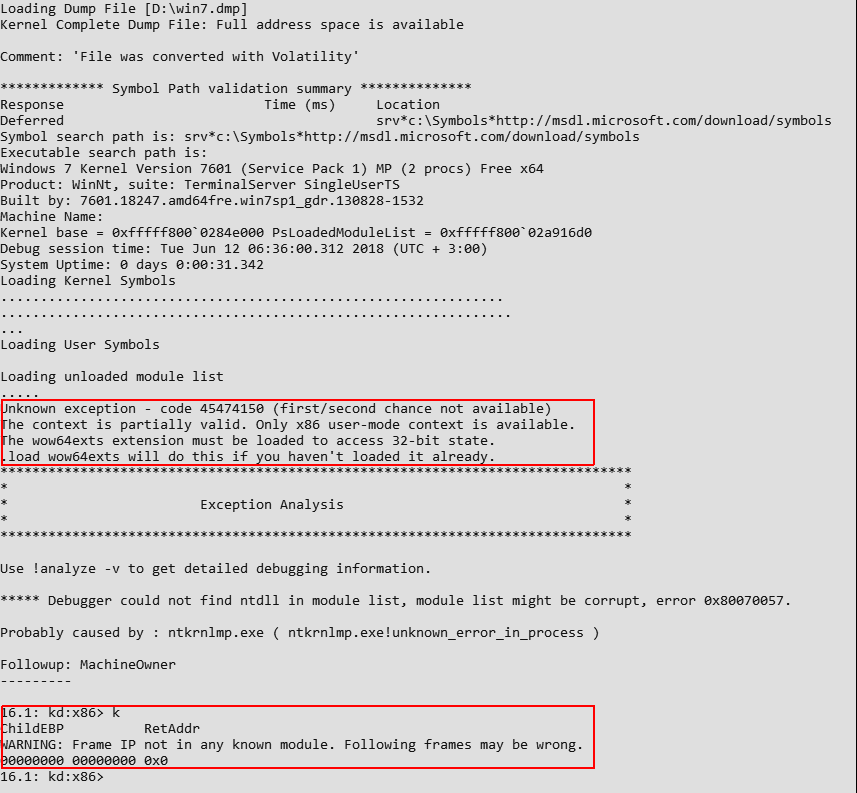 Loading Dump File [D:\win7.dmp]
Kernel Complete Dump File: Full address space is available
Comment: 'File was converted with Volatility'
************* Symbol Path validation summary **************
Response                         Time (ms)     Location
Deferred                                       srv*c:\Symbols*http://msdl.microsoft.com/download/symbols
Symbol search path is: srv*c:\Symbols*http://msdl.microsoft.com/download/symbols
Executable search path is:
Windows 7 Kernel Version 7601 (Service Pack 1) MP (2 procs) Free x64
Product: WinNt, suite: TerminalServer SingleUserTS
Built by: 7601.18247.amd64fre.win7sp1_gdr.130828-1532
Machine Name:
Kernel base = 0xfffff800`0284e000 PsLoadedModuleList = 0xfffff800`02a916d0
Debug session time: Tue Jun 12 06:36:00.312 2018 (UTC + 3:00)
System Uptime: 0 days 0:00:31.342
Loading Kernel Symbols
...............................................................
................................................................
...
Loading User Symbols
Loading unloaded module list
.....
Unknown exception - code 45474150 (first/second chance not available)
The context is partially valid. Only x86 user-mode context is available.
The wow64exts extension must be loaded to access 32-bit state.
.load wow64exts will do this if you haven't loaded it already.
*******************************************************************************
*                                                                             *
*                        Exception Analysis                                   *
*                                                                             *
*******************************************************************************
Use !analyze -v to get detailed debugging information.
***** Debugger could not find ntdll in module list, module list might be corrupt, error 0x80070057.
Probably caused by : ntkrnlmp.exe ( ntkrnlmp.exe!unknown_error_in_process )
Followup: MachineOwner
---------
16.1: kd:x86> k
ChildEBP          RetAddr
WARNING: Frame IP not in any known module. Following frames may be wrong.
00000000 00000000 0x0
16.1: kd:x86>